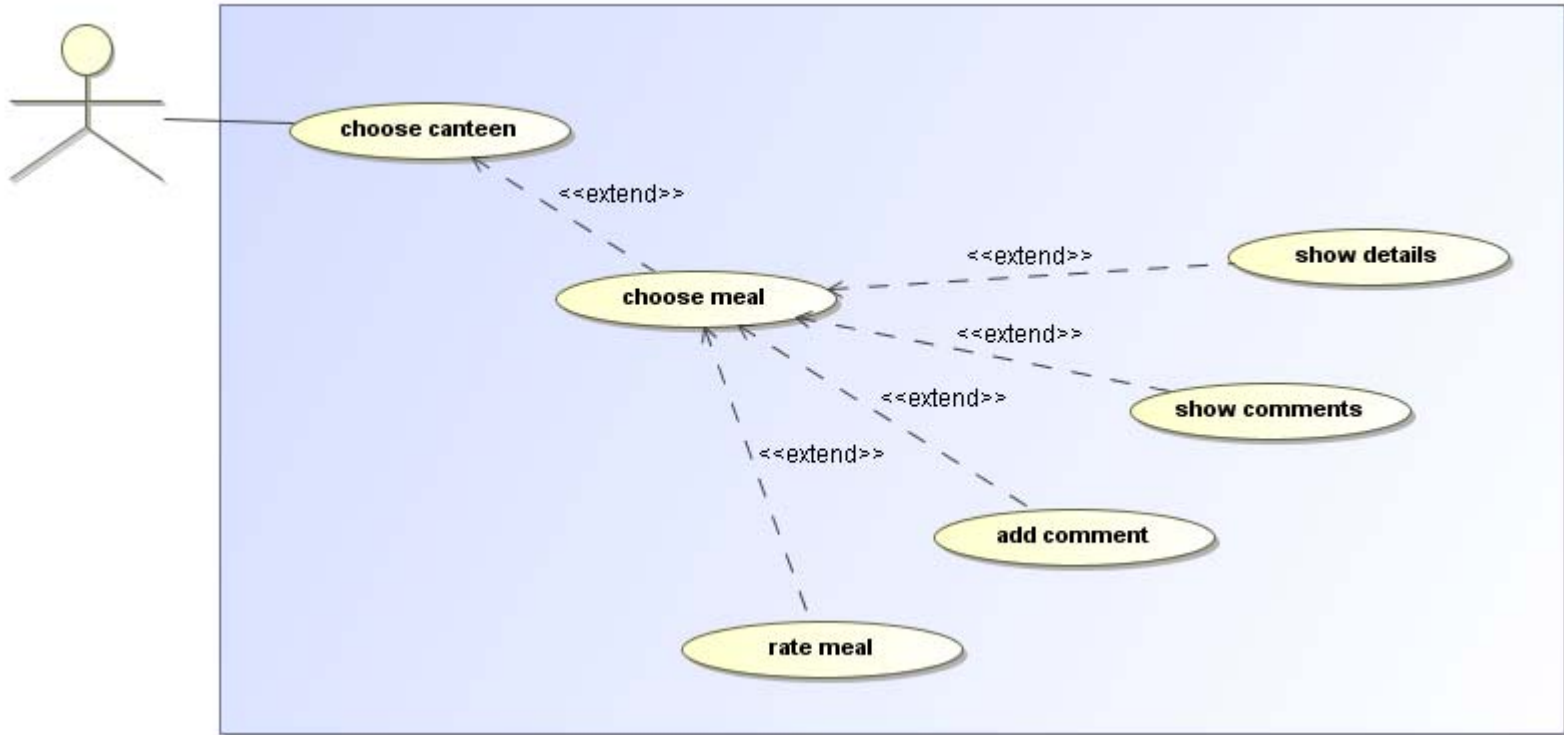 choose canteen
<<extend>>
choose meal
<<extend>>
show details
<<extend>>
show comments
<<extend>>
add comment
<<extend>>
rate meal